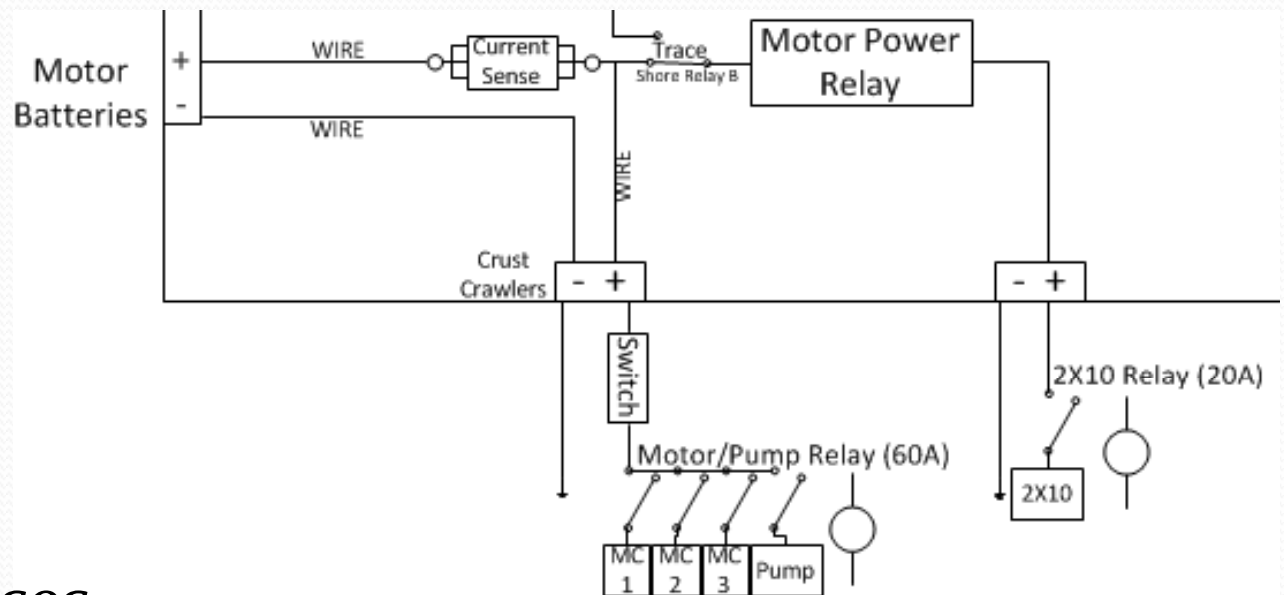 Motor
Batteries
+
-
WIRE
WIRE
Current
Sense
Trace
Shore Relay B
Motor Power
Relay
WIRE
Crust
Crawlers
- +
- +
Switch
2X10 Relay (20A)
2X10
Motor/Pump Relay (60A)
MC
1
MC
2
MC
3
Pump